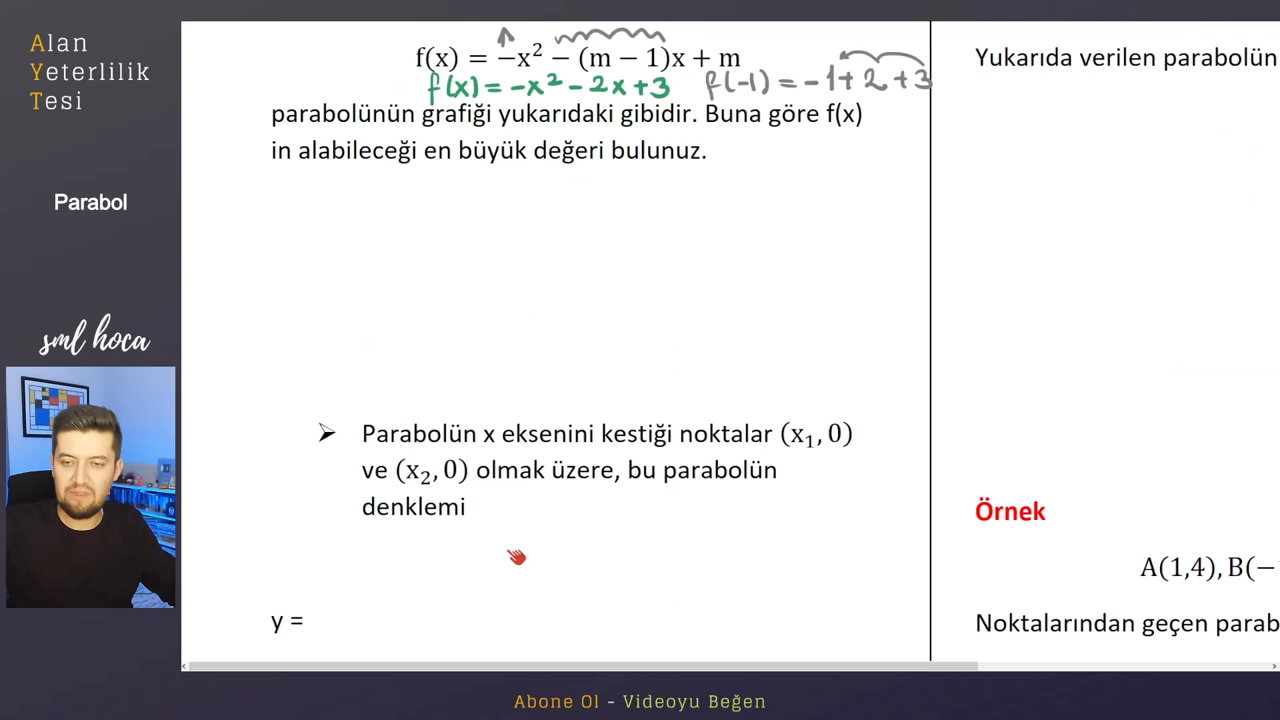 Alan
Yeterlilik
Tesi
Parabol
sml hoca
f(x) = −x² − (m − 1)x + m
f(x) = -x² - 2x + 3
f(-1) = -1 + 2 + 3
parabolünün grafiği yukarıdaki gibidir. Buna göre f(x)
in alabileceği en büyük değeri bulunuz.
➢ Parabolün x eksenini kestiği noktalar (x₁, 0)
ve (x₂, 0) olmak üzere, bu parabolün
denklemi
y =
Yukarıda verilen parabolün
Örnek
A(1,4), B(−
Noktalarından geçen parab
Abone Ol - Videoyu Beğen